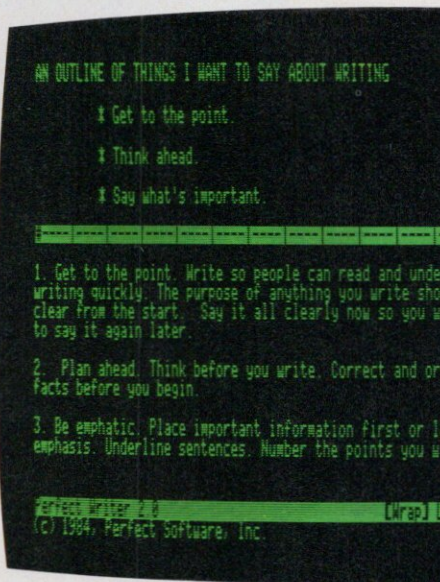 AN OUTLINE OF THINGS I WANT TO SAY ABOUT WRITING
* Get to the point.
* Think ahead.
* Say what's important.
1. Get to the point. Write so people can read and unde
writing quickly. The purpose of anything you write sho
clear from the start. Say it all clearly now so you w
to say it again later.
2. Plan ahead. Think before you write. Correct and or
facts before you begin.
3. Be emphatic. Place important information first or l
emphasis. Underline sentences. Number the points you w
Perfect Writer 2.0 [Wrap]
(c) 1984, Perfect Software, Inc.